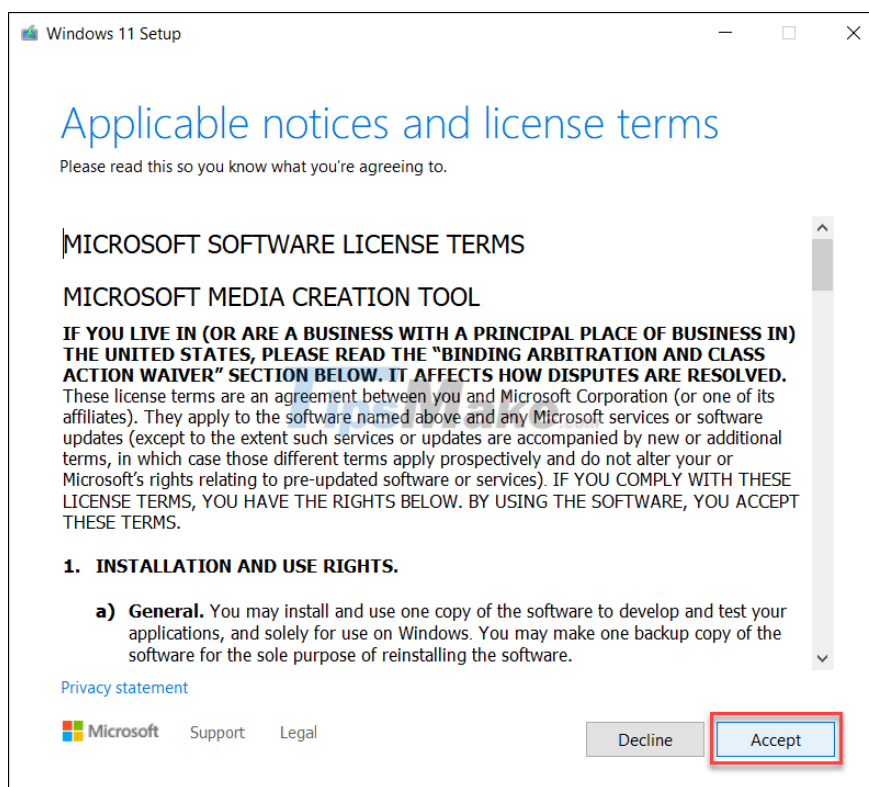 Windows 11 Setup
Applicable notices and license terms
Please read this so you know what you're agreeing to.
MICROSOFT SOFTWARE LICENSE TERMS
MICROSOFT MEDIA CREATION TOOL
IF YOU LIVE IN (OR ARE A BUSINESS WITH A PRINCIPAL PLACE OF BUSINESS IN)
THE UNITED STATES, PLEASE READ THE “BINDING ARBITRATION AND CLASS
ACTION WAIVER” SECTION BELOW. IT AFFECTS HOW DISPUTES ARE RESOLVED.
These license terms are an agreement between you and Microsoft Corporation (or one of its
affiliates). They apply to the software named above and any Microsoft services or software
updates (except to the extent such services or updates are accompanied by new or additional
terms, in which case those different terms apply prospectively and do not alter your or
Microsoft’s rights relating to pre-updated software or services). IF YOU COMPLY WITH THESE
LICENSE TERMS, YOU HAVE THE RIGHTS BELOW. BY USING THE SOFTWARE, YOU ACCEPT
THESE TERMS.
TipsMake.com
1. INSTALLATION AND USE RIGHTS.
a) General. You may install and use one copy of the software to develop and test your
applications, and solely for use on Windows. You may make one backup copy of the
software for the sole purpose of reinstalling the software.
Privacy statement
Microsoft Support Legal Decline Accept